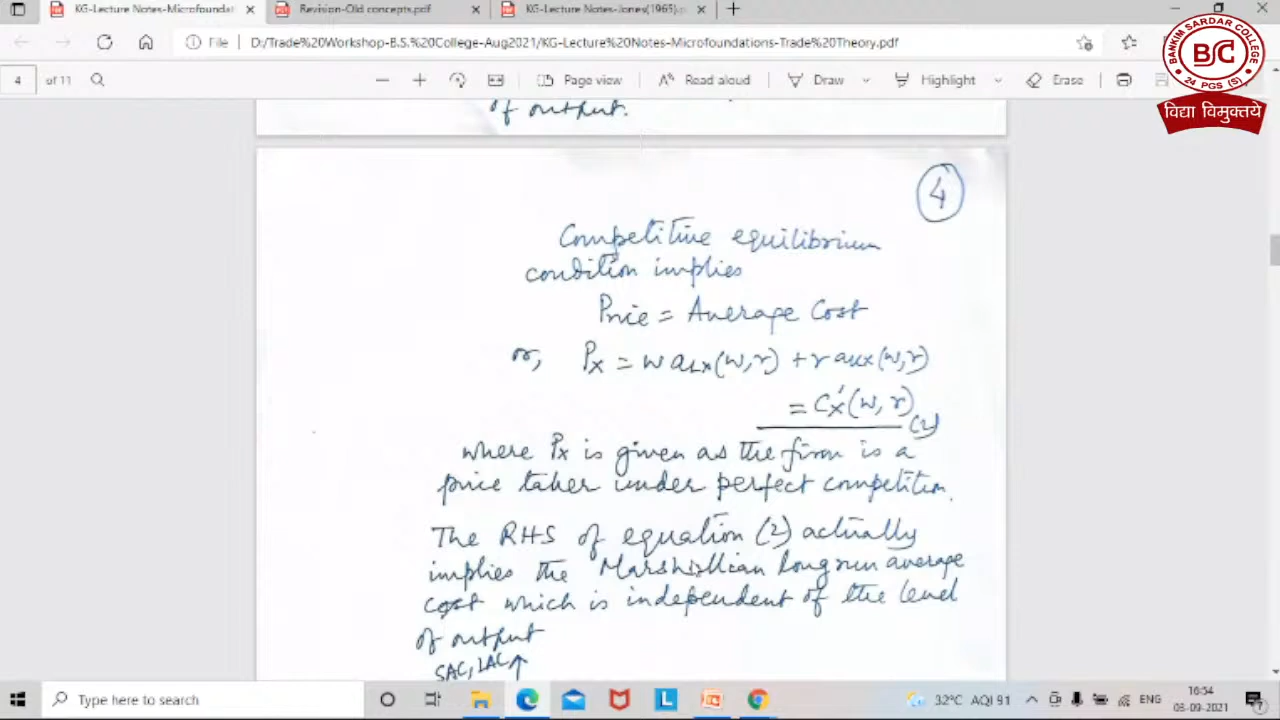 KG-Lecture Notes-Microfoundat
Revision-Old concepts.pdf
KG-Lecture Notes-Jones(1965).p
File
D:/Trade%20Workshop-B.S.%20College-Aug2021/KG-Lecture%20Notes-Microfoundations-Trade%20Theory.pdf
4 of 11
Page view
Read aloud
Draw
Highlight
Erase
BANKIM SARDAR COLLEGE
BSC
24 PGS (S)
विद्या विमुक्तये
of output.
4
Competitive equilibrium
condition implies
Price = Average Cost
or, Px = w aLx(w,r) + r aKx(w,r)
= Cx'(w, r)
(2)
where Px is given as the firm is a
price taker under perfect competition.
The RHS of equation (2) actually
implies the Marshallian long run average
cost which is independent of the level
of output
SAC, LAC ↑
Type here to search
32°C AQI 91
ENG
16:54
03-09-2021